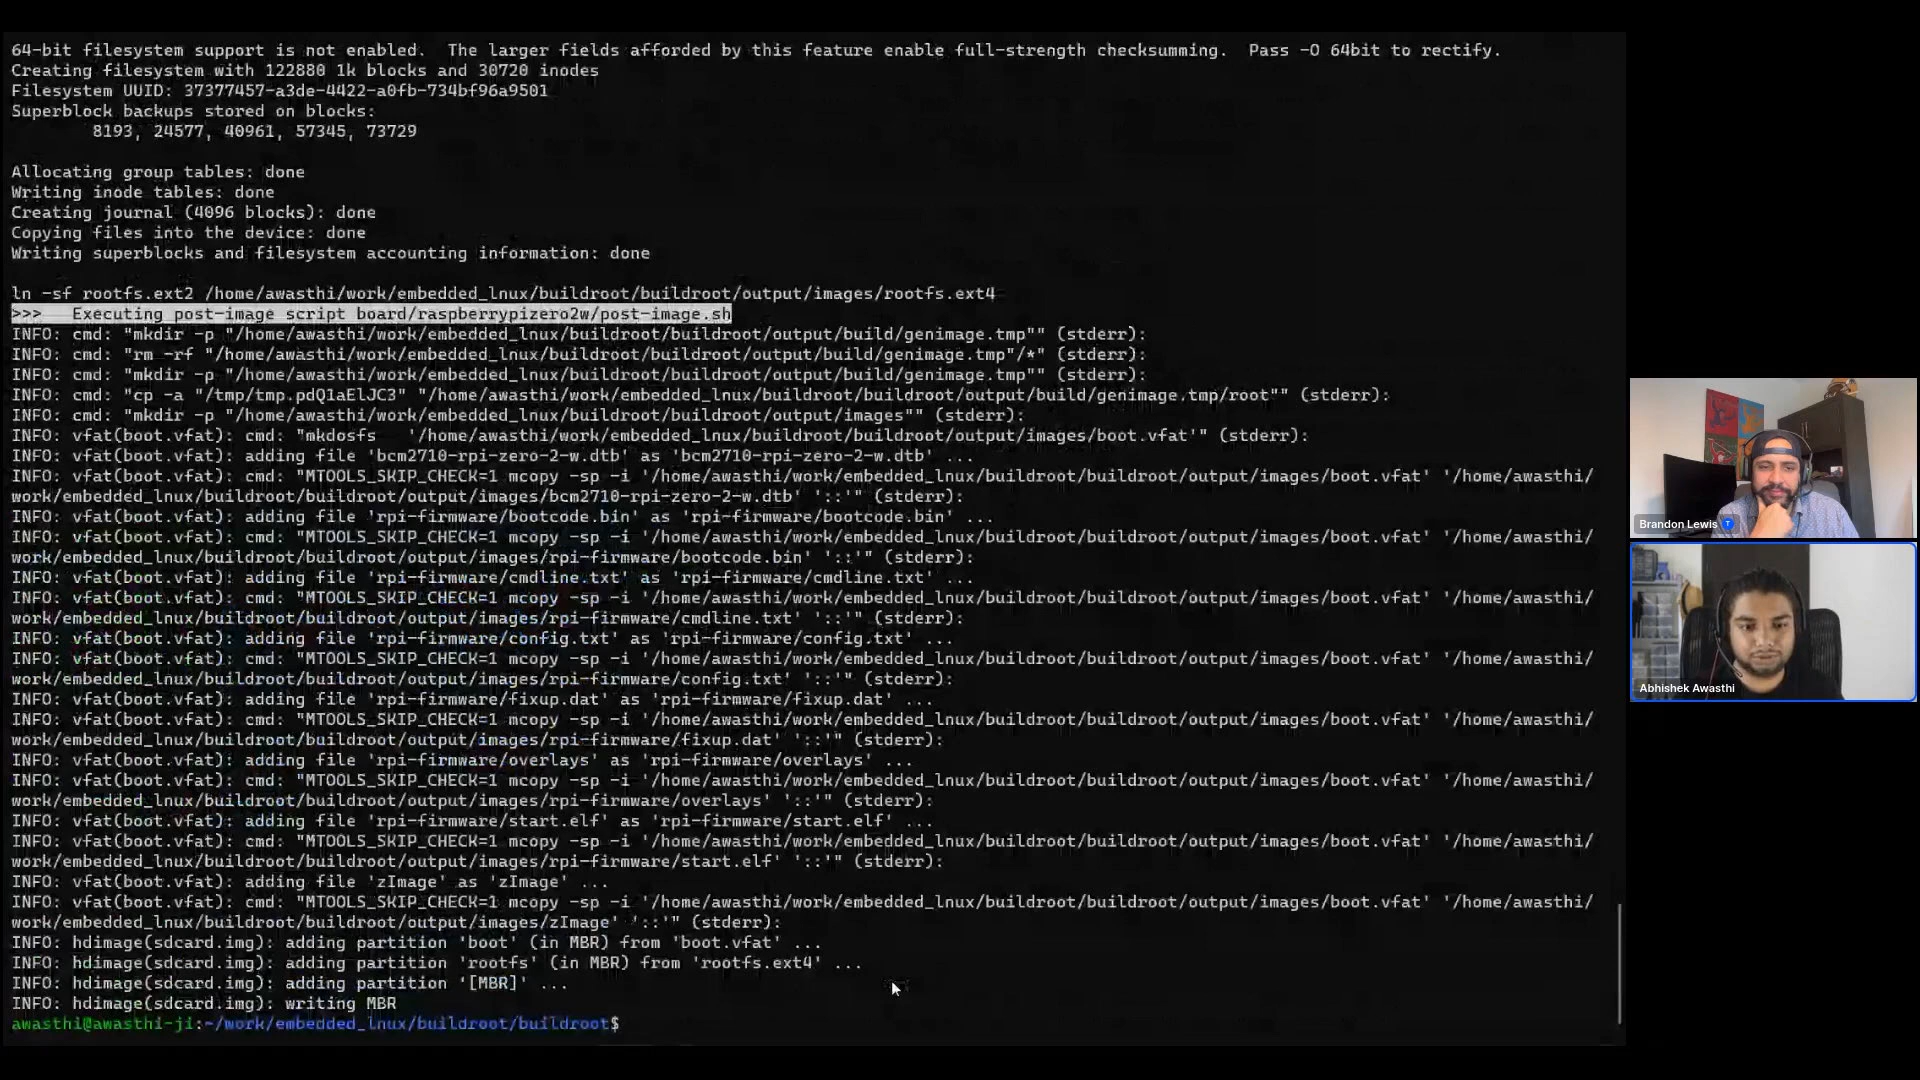 64-bit filesystem support is not enabled.  The larger fields afforded by this feature enable full-strength checksumming.  Pass -O 64bit to rectify.
Creating filesystem with 122880 1k blocks and 30720 inodes
Filesystem UUID: 37377457-a3de-4422-a0fb-734bf96a9501
Superblock backups stored on blocks:
        8193, 24577, 40961, 57345, 73729
Allocating group tables: done
Writing inode tables: done
Creating journal (4096 blocks): done
Copying files into the device: done
Writing superblocks and filesystem accounting information: done
ln -sf rootfs.ext2 /home/awasthi/work/embedded_lnux/buildroot/buildroot/output/images/rootfs.ext4
>>>   Executing post-image script board/raspberrypizero2w/post-image.sh
INFO: cmd: "mkdir -p "/home/awasthi/work/embedded_lnux/buildroot/buildroot/output/build/genimage.tmp"" (stderr):
INFO: cmd: "rm -rf "/home/awasthi/work/embedded_lnux/buildroot/buildroot/output/build/genimage.tmp"/*" (stderr):
INFO: cmd: "mkdir -p "/home/awasthi/work/embedded_lnux/buildroot/buildroot/output/build/genimage.tmp"" (stderr):
INFO: cmd: "cp -a "/tmp/tmp.pdQ1aElJC3" "/home/awasthi/work/embedded_lnux/buildroot/buildroot/output/build/genimage.tmp/root"" (stderr):
INFO: cmd: "mkdir -p "/home/awasthi/work/embedded_lnux/buildroot/buildroot/output/images"" (stderr):
INFO: vfat(boot.vfat): cmd: "mkdosfs   '/home/awasthi/work/embedded_lnux/buildroot/buildroot/output/images/boot.vfat'" (stderr):
INFO: vfat(boot.vfat): adding file 'bcm2710-rpi-zero-2-w.dtb' as 'bcm2710-rpi-zero-2-w.dtb' ...
INFO: vfat(boot.vfat): cmd: "MTOOLS_SKIP_CHECK=1 mcopy -sp -i '/home/awasthi/work/embedded_lnux/buildroot/buildroot/output/images/boot.vfat' '/home/awasthi/
work/embedded_lnux/buildroot/buildroot/output/images/bcm2710-rpi-zero-2-w.dtb' '::'" (stderr):
INFO: vfat(boot.vfat): adding file 'rpi-firmware/bootcode.bin' as 'rpi-firmware/bootcode.bin' ...
INFO: vfat(boot.vfat): cmd: "MTOOLS_SKIP_CHECK=1 mcopy -sp -i '/home/awasthi/work/embedded_lnux/buildroot/buildroot/output/images/boot.vfat' '/home/awasthi/
work/embedded_lnux/buildroot/buildroot/output/images/rpi-firmware/bootcode.bin' '::'" (stderr):
INFO: vfat(boot.vfat): adding file 'rpi-firmware/cmdline.txt' as 'rpi-firmware/cmdline.txt' ...
INFO: vfat(boot.vfat): cmd: "MTOOLS_SKIP_CHECK=1 mcopy -sp -i '/home/awasthi/work/embedded_lnux/buildroot/buildroot/output/images/boot.vfat' '/home/awasthi/
work/embedded_lnux/buildroot/buildroot/output/images/rpi-firmware/cmdline.txt' '::'" (stderr):
INFO: vfat(boot.vfat): adding file 'rpi-firmware/config.txt' as 'rpi-firmware/config.txt' ...
INFO: vfat(boot.vfat): cmd: "MTOOLS_SKIP_CHECK=1 mcopy -sp -i '/home/awasthi/work/embedded_lnux/buildroot/buildroot/output/images/boot.vfat' '/home/awasthi/
work/embedded_lnux/buildroot/buildroot/output/images/rpi-firmware/config.txt' '::'" (stderr):
INFO: vfat(boot.vfat): adding file 'rpi-firmware/fixup.dat' as 'rpi-firmware/fixup.dat' ...
INFO: vfat(boot.vfat): cmd: "MTOOLS_SKIP_CHECK=1 mcopy -sp -i '/home/awasthi/work/embedded_lnux/buildroot/buildroot/output/images/boot.vfat' '/home/awasthi/
work/embedded_lnux/buildroot/buildroot/output/images/rpi-firmware/fixup.dat' '::'" (stderr):
INFO: vfat(boot.vfat): adding file 'rpi-firmware/overlays' as 'rpi-firmware/overlays' ...
INFO: vfat(boot.vfat): cmd: "MTOOLS_SKIP_CHECK=1 mcopy -sp -i '/home/awasthi/work/embedded_lnux/buildroot/buildroot/output/images/boot.vfat' '/home/awasthi/
work/embedded_lnux/buildroot/buildroot/output/images/rpi-firmware/overlays' '::'" (stderr):
INFO: vfat(boot.vfat): adding file 'rpi-firmware/start.elf' as 'rpi-firmware/start.elf' ...
INFO: vfat(boot.vfat): cmd: "MTOOLS_SKIP_CHECK=1 mcopy -sp -i '/home/awasthi/work/embedded_lnux/buildroot/buildroot/output/images/boot.vfat' '/home/awasthi/
work/embedded_lnux/buildroot/buildroot/output/images/rpi-firmware/start.elf' '::'" (stderr):
INFO: vfat(boot.vfat): adding file 'zImage' as 'zImage' ...
INFO: vfat(boot.vfat): cmd: "MTOOLS_SKIP_CHECK=1 mcopy -sp -i '/home/awasthi/work/embedded_lnux/buildroot/buildroot/output/images/boot.vfat' '/home/awasthi/
work/embedded_lnux/buildroot/buildroot/output/images/zImage' '::'" (stderr):
INFO: hdimage(sdcard.img): adding partition 'boot' (in MBR) from 'boot.vfat' ...
INFO: hdimage(sdcard.img): adding partition 'rootfs' (in MBR) from 'rootfs.ext4' ...
INFO: hdimage(sdcard.img): adding partition '[MBR]' ...
INFO: hdimage(sdcard.img): writing MBR
awasthi@awasthi-ji:~/work/embedded_lnux/buildroot/buildroot$
Brandon Lewis
Abhishek Awasthi